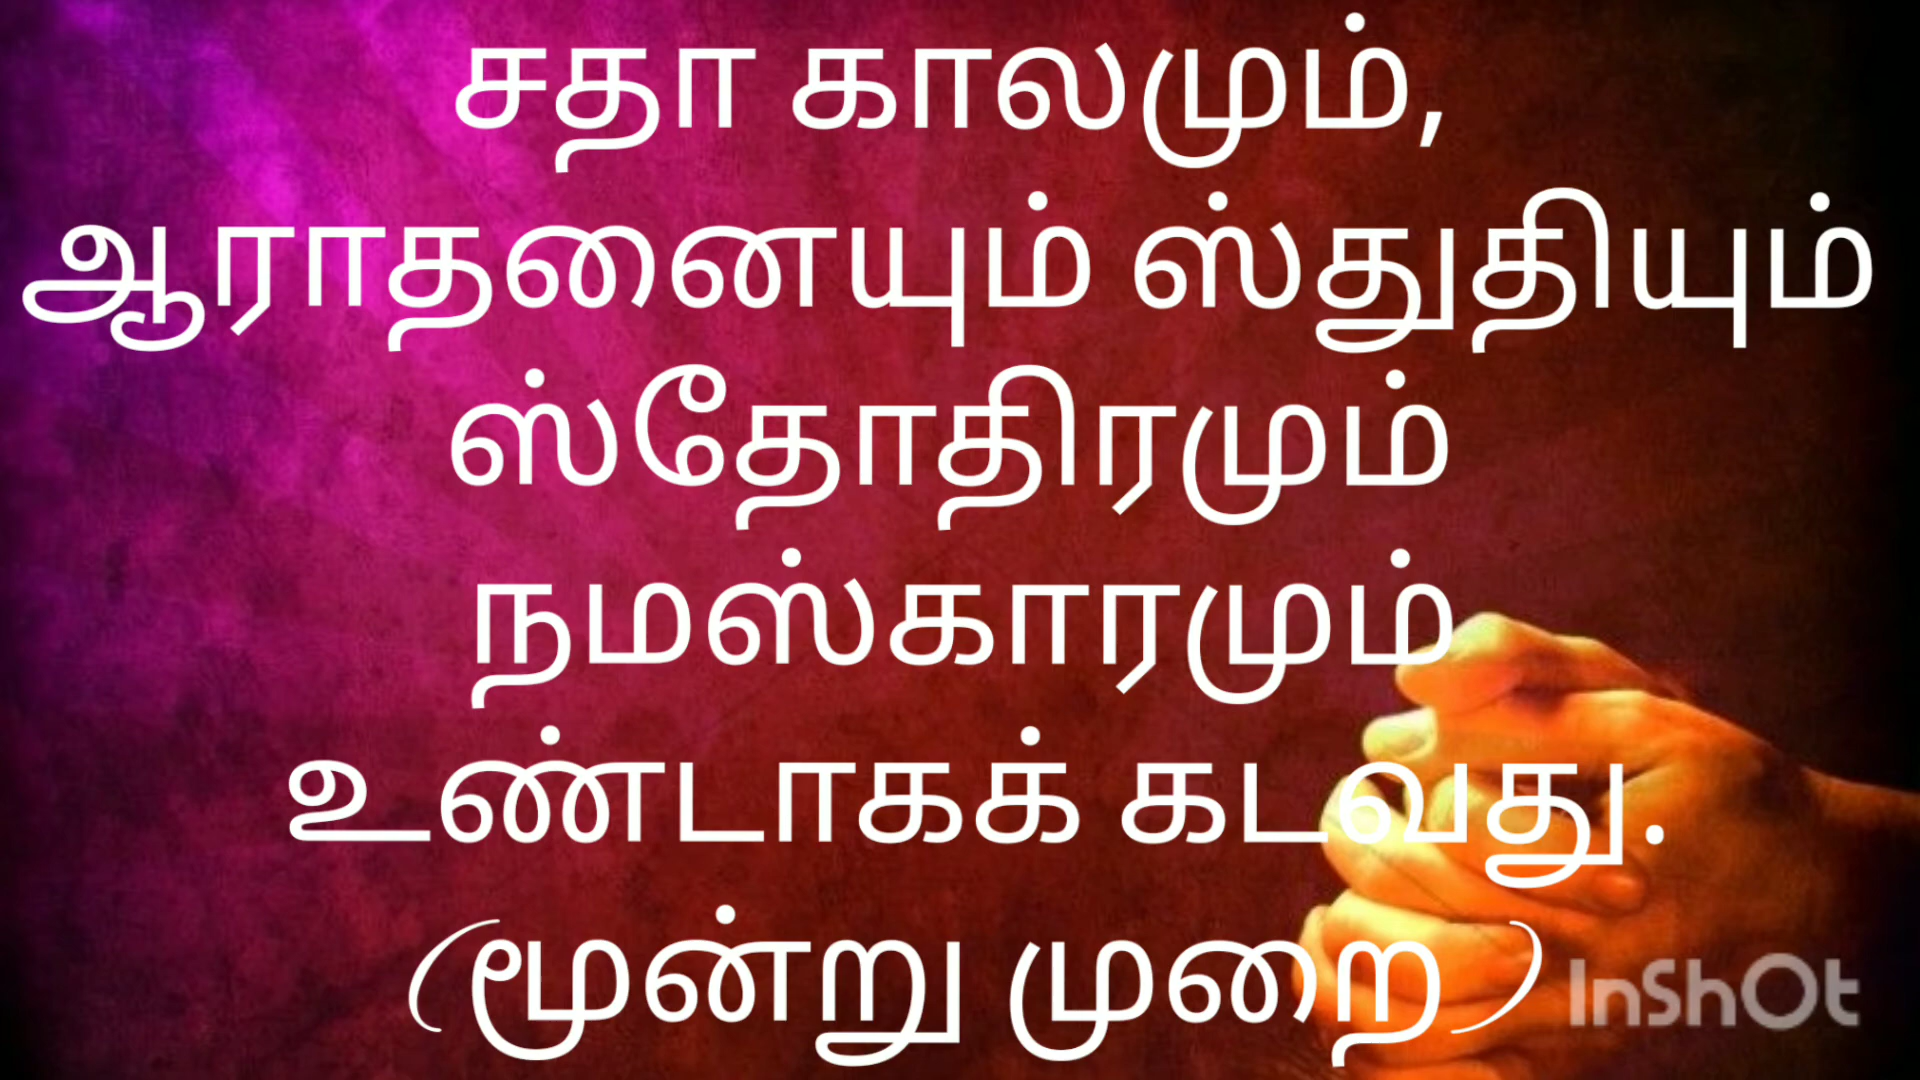 சதா காலமும்,
ஆராதனையும் ஸ்துதியும்
ஸ்தோதிரமும்
நமஸ்காரமும்
உண்டாகக் கடவது.
(மூன்று முறை)
InShOt